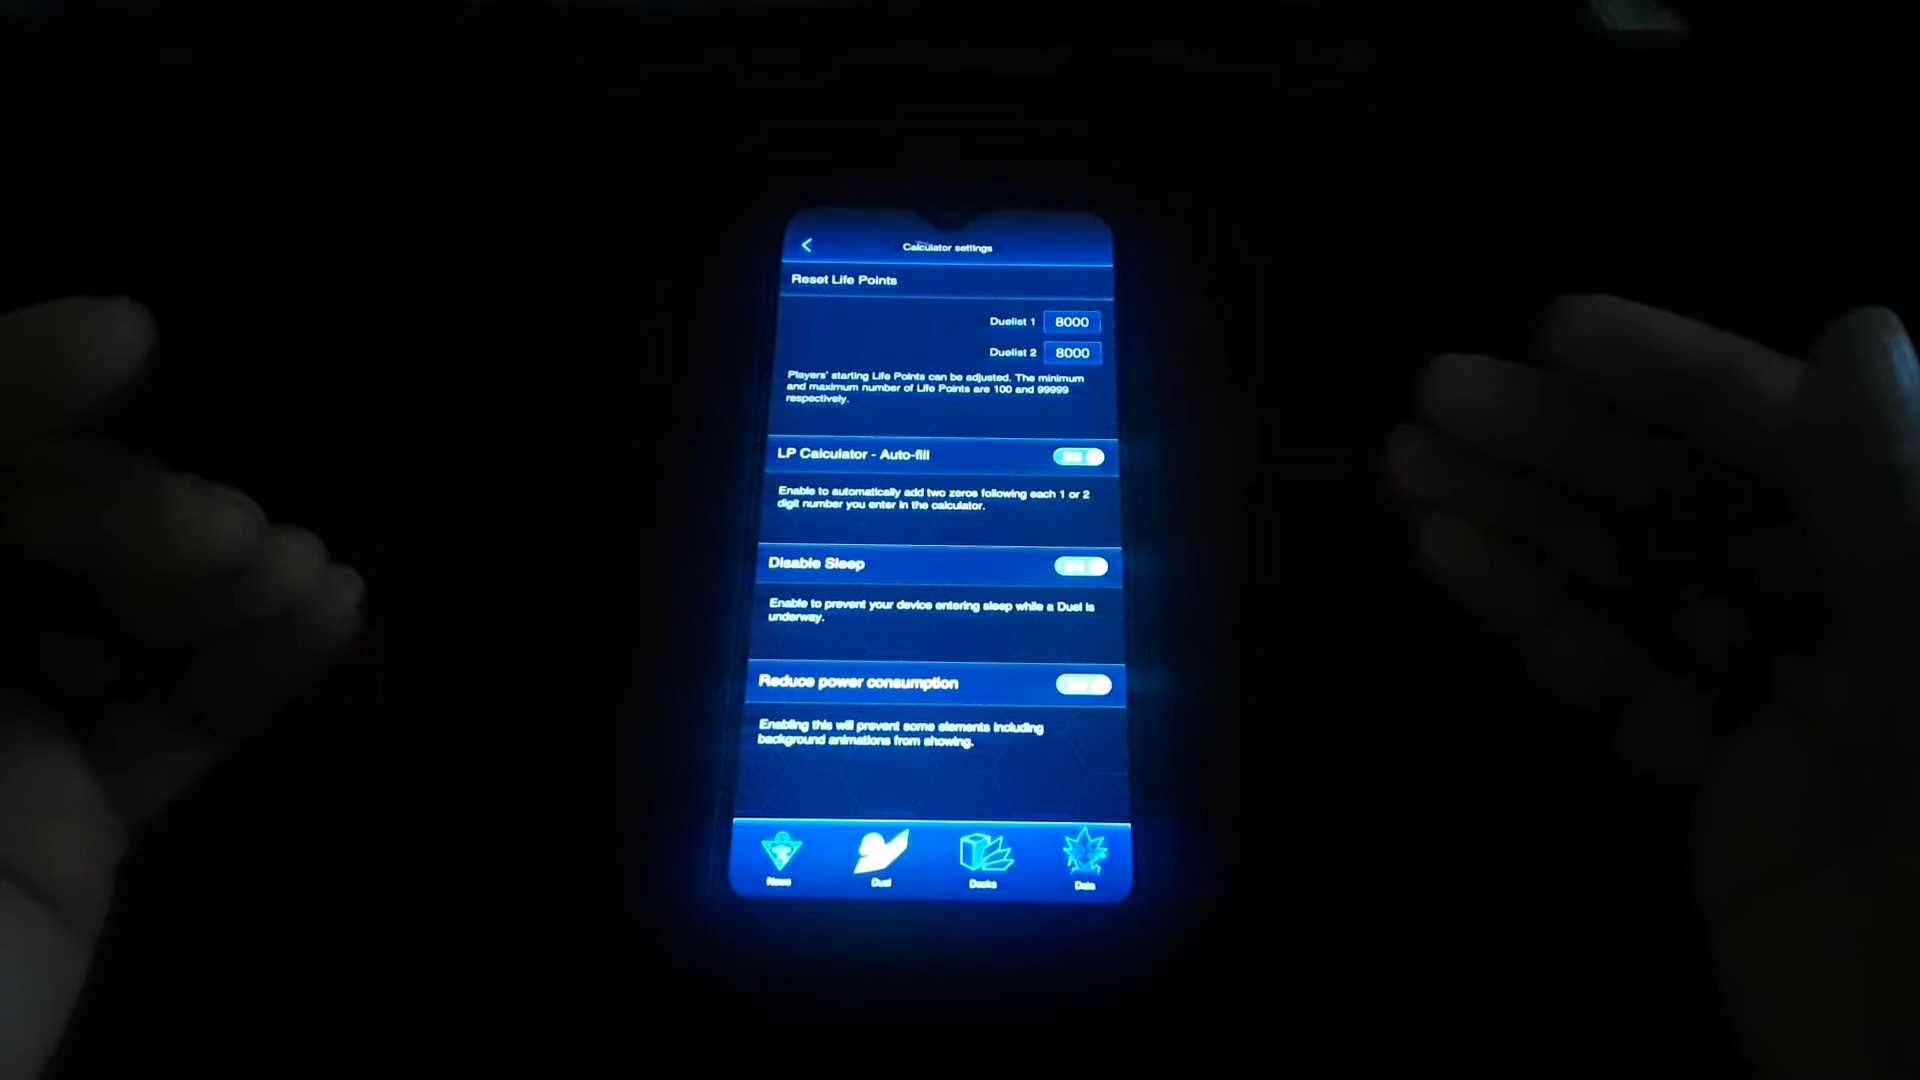 Calculator settings
Reset Life Points
Duelist 1 8000
Duelist 2 8000
Players' starting Life Points can be adjusted. The minimum
and maximum number of Life Points are 100 and 99999
respectively.
LP Calculator - Auto-fill
Enable to automatically add two zeros following each 1 or 2
digit number you enter in the calculator.
Disable Sleep
Enable to prevent your device entering sleep while a Duel is
underway.
Reduce power consumption
Enabling this will prevent some elements including
background animations from showing.
News Duel Decks Data